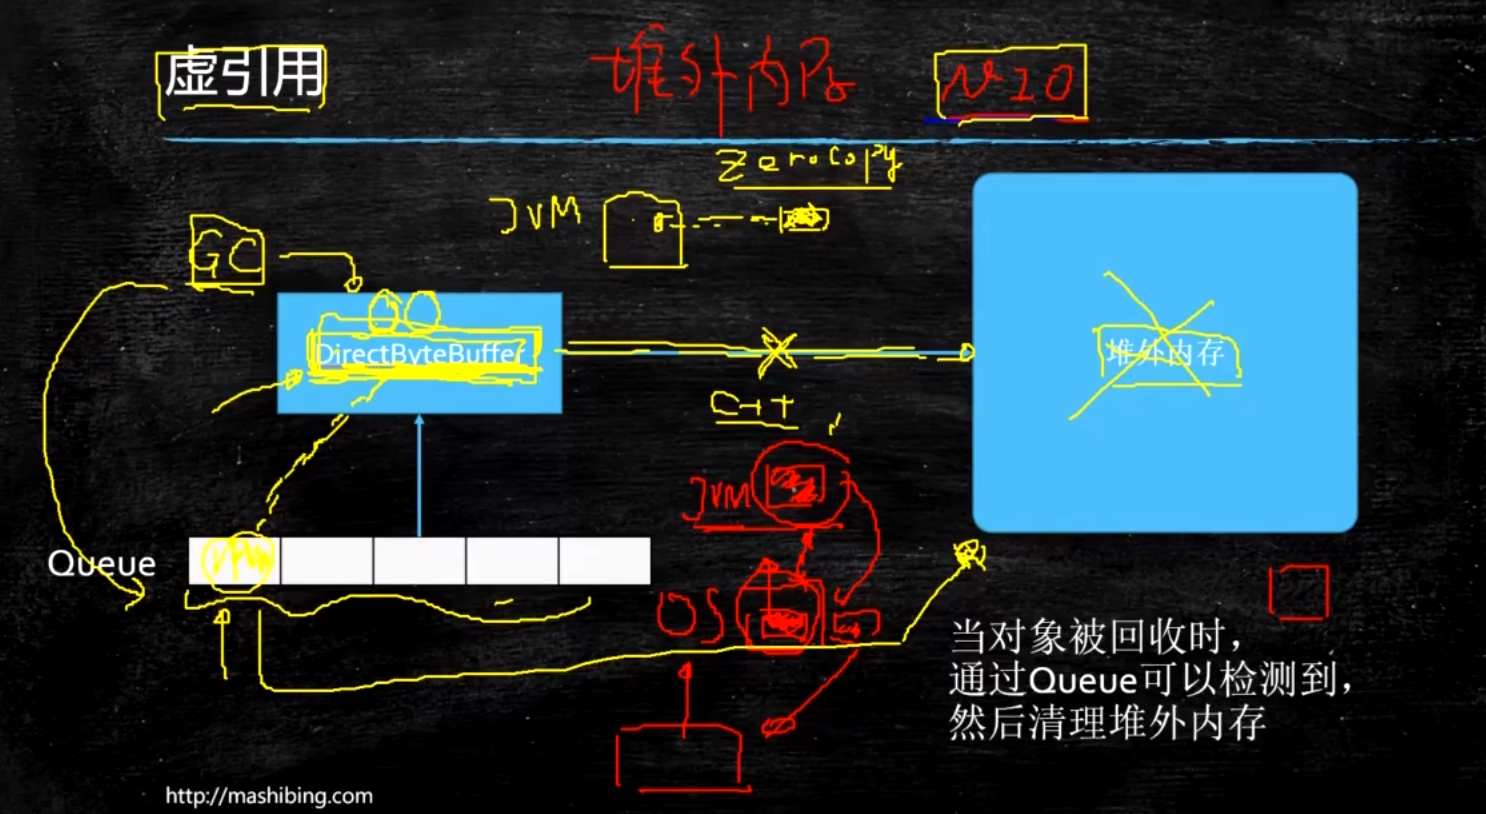 虚引用
堆外内存
NIO
ZeroCopy
JVM
GC
DirectByteBuffer
堆外内存
C++
JVM
Queue
OS
当对象被回收时，
通过Queue可以检测到，
然后清理堆外内存
http://mashibing.com